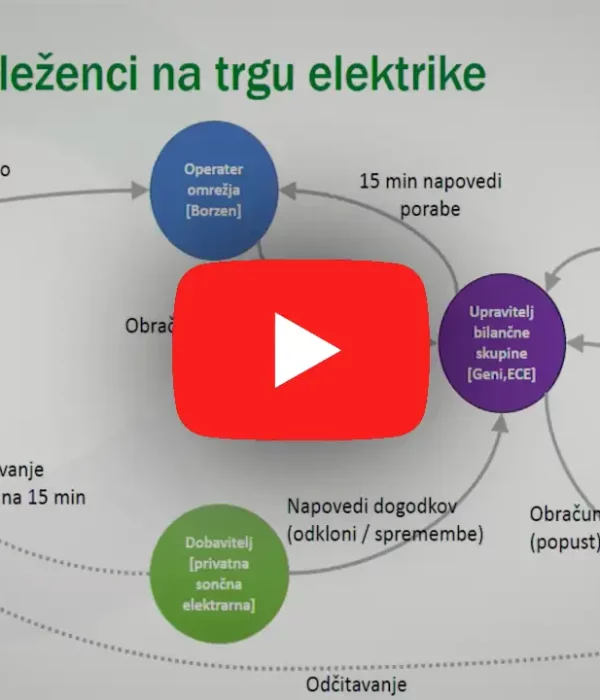 leženci na trgu elektrike
o
Operater
omrežja
[Borzen]
15 min napovedi
porabe
Upravitelj
bilančne
skupine
[Geni,ECE]
Obrač
vanje
na 15 min
Napovedi dogodkov
(odkloni / spremembe)
Obračun
(popust)
Dobavitelj
[privatna
sončna
elektrarna]
Odčitavanje